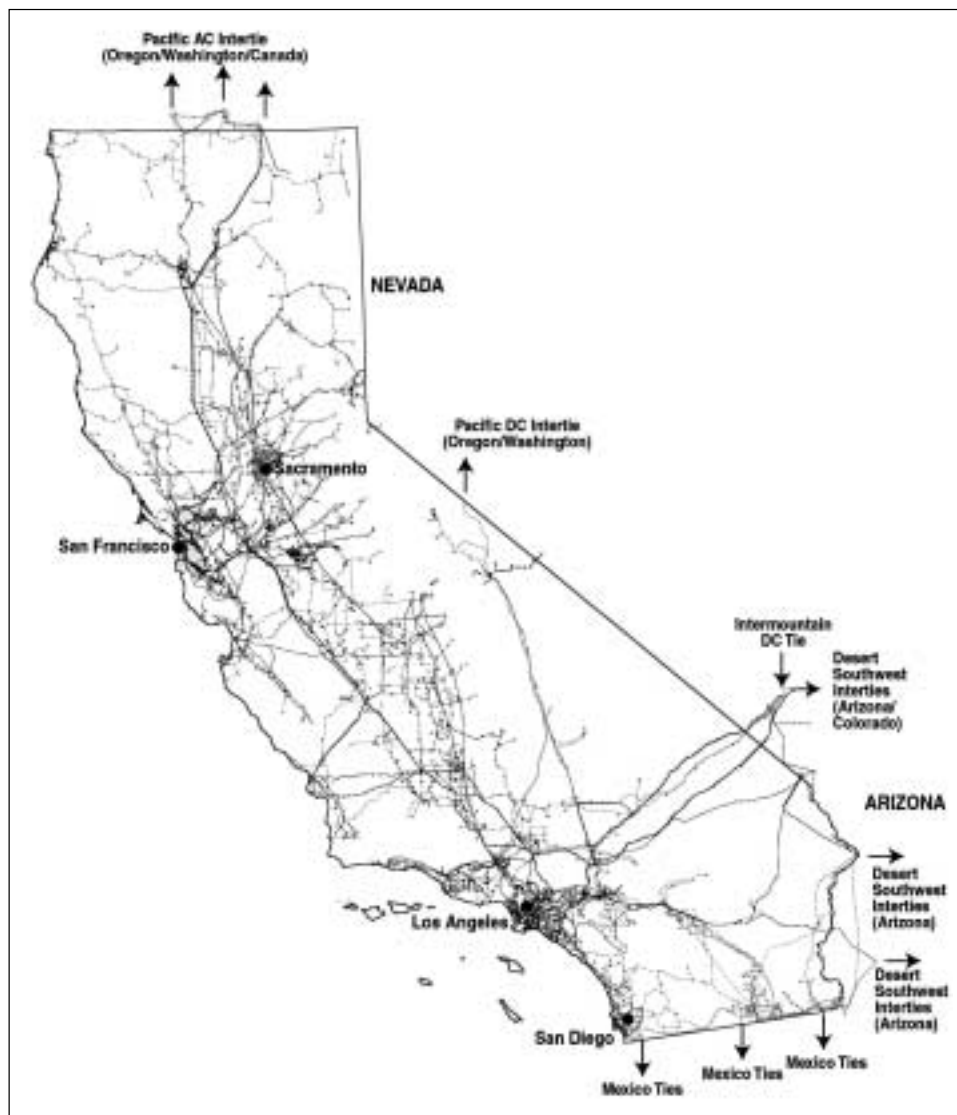 Pacific AC Intertie
(Oregon/Washington/Canada)
NEVADA
Pacific DC Intertie
(Oregon/Washington)
Sacramento
San Francisco
Intermountain
DC Tie
Desert
Southwest
Interties
(Arizona/
Colorado)
ARIZONA
Desert
Southwest
Interties
(Arizona)
Los Angeles
Desert
Southwest
Interties
(Arizona)
San Diego
Mexico Ties
Mexico Ties
Mexico Ties